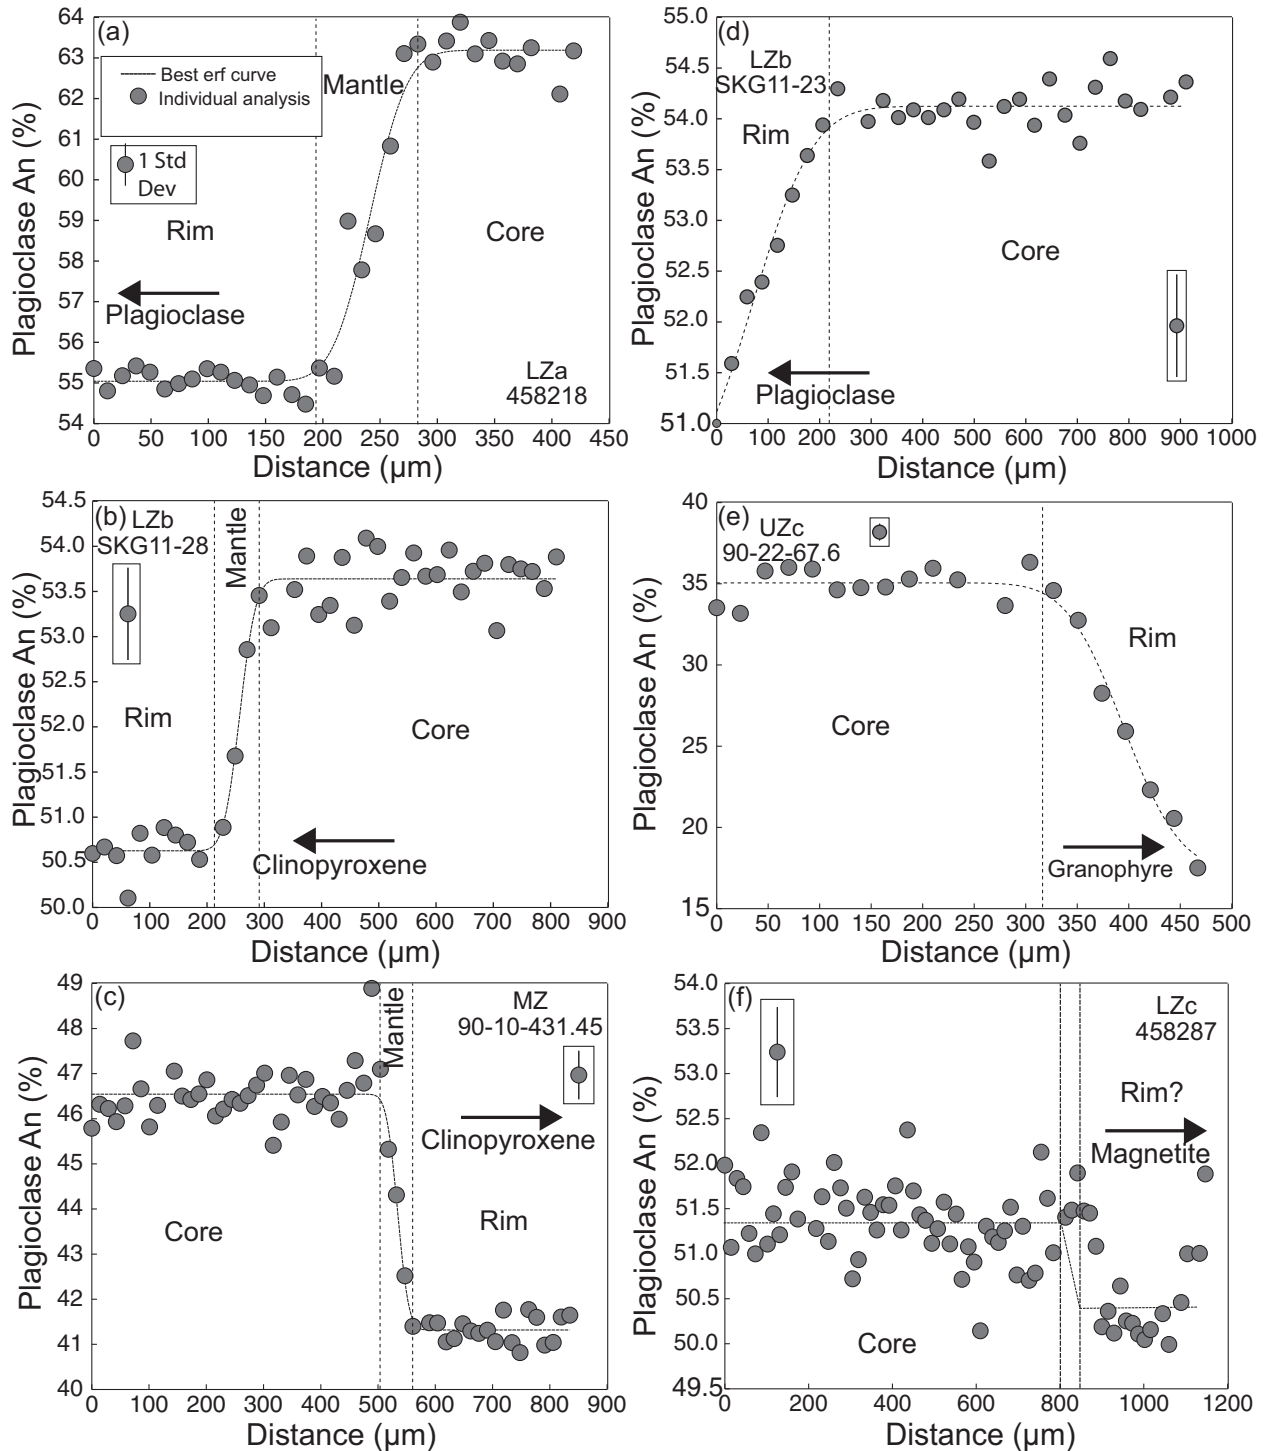 (a)
64
63
62
61
60
59
58
57
56
55
54
Plagioclase An (%)
Best erf curve
Individual analysis
1 Std
Dev
Mantle
Rim
Core
Plagioclase
LZa
458218
0 50 100 150 200 250 300 350 400 450
Distance (µm)
(b)
54.5
54.0
53.5
53.0
52.5
52.0
51.5
51.0
50.5
50.0
Plagioclase An (%)
LZb
SKG11-28
Mantle
Rim
Core
Clinopyroxene
0 100 200 300 400 500 600 700 800 900
Distance (µm)
(c)
49
48
47
46
45
44
43
42
41
40
Plagioclase An (%)
Mantle
MZ
90-10-431.45
Clinopyroxene
Core
Rim
0 100 200 300 400 500 600 700 800 900
Distance (µm)
(d)
55.0
54.5
54.0
53.5
53.0
52.5
52.0
51.5
51.0
Plagioclase An (%)
LZb
SKG11-23
Rim
Core
Plagioclase
0 100 200 300 400 500 600 700 800 900 1000
Distance (µm)
(e)
40
35
30
25
20
15
Plagioclase An (%)
UZc
90-22-67.6
Core
Rim
Granophyre
0 50 100 150 200 250 300 350 400 450 500
Distance (µm)
(f)
54.0
53.5
53.0
52.5
52.0
51.5
51.0
50.5
50.0
49.5
Plagioclase An (%)
LZc
458287
Rim?
Magnetite
Core
0 200 400 600 800 1000 1200
Distance (µm)